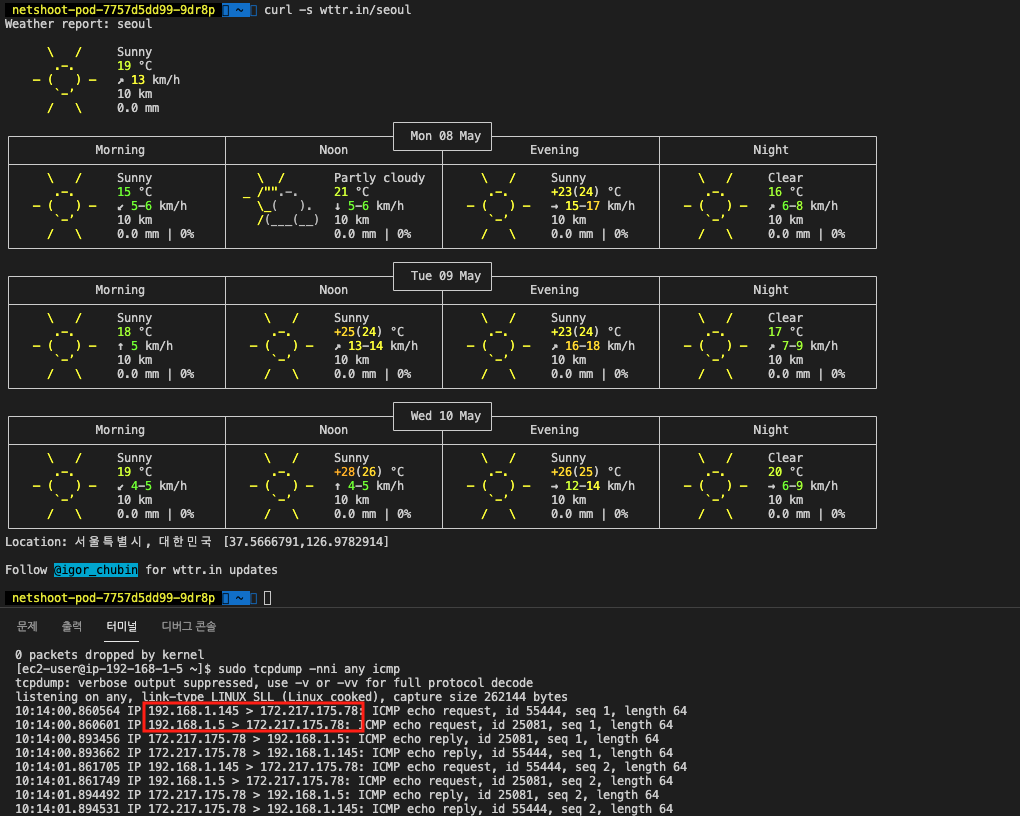 netshoot-pod-7757d5dd99-9dr8p ~ curl -s wttr.in/seoul
Weather report: seoul
Sunny
19 °C
↗ 13 km/h
10 km
0.0 mm
Mon 08 May
Morning Noon Evening Night
Sunny Partly cloudy Sunny Clear
15 °C 21 °C +23(24) °C 16 °C
↙ 5-6 km/h ↓ 5-6 km/h → 15-17 km/h ↗ 6-8 km/h
10 km 10 km 10 km 10 km
0.0 mm | 0% 0.0 mm | 0% 0.0 mm | 0% 0.0 mm | 0%
Tue 09 May
Morning Noon Evening Night
Sunny Sunny Sunny Clear
18 °C +25(24) °C +23(24) °C 17 °C
↑ 5 km/h ↗ 13-14 km/h ↗ 16-18 km/h ↗ 7-9 km/h
10 km 10 km 10 km 10 km
0.0 mm | 0% 0.0 mm | 0% 0.0 mm | 0% 0.0 mm | 0%
Wed 10 May
Morning Noon Evening Night
Sunny Sunny Sunny Clear
19 °C +28(26) °C +26(25) °C 20 °C
↙ 4-5 km/h ↑ 4-5 km/h → 12-14 km/h → 6-9 km/h
10 km 10 km 10 km 10 km
0.0 mm | 0% 0.0 mm | 0% 0.0 mm | 0% 0.0 mm | 0%
Location: 서울특별시, 대한민국 [37.5666791,126.9782914]
Follow @igor_chubin for wttr.in updates
netshoot-pod-7757d5dd99-9dr8p ~
문제 출력 터미널 디버그 콘솔
0 packets dropped by kernel
[ec2-user@ip-192-168-1-5 ~]$ sudo tcpdump -nni any icmp
tcpdump: verbose output suppressed, use -v or -vv for full protocol decode
listening on any, link-type LINUX_SLL (Linux cooked), capture size 262144 bytes
10:14:00.860564 IP 192.168.1.145 > 172.217.175.78: ICMP echo request, id 55444, seq 1, length 64
10:14:00.860601 IP 192.168.1.5 > 172.217.175.78: ICMP echo request, id 25081, seq 1, length 64
10:14:00.893456 IP 172.217.175.78 > 192.168.1.5: ICMP echo reply, id 25081, seq 1, length 64
10:14:00.893662 IP 172.217.175.78 > 192.168.1.145: ICMP echo reply, id 55444, seq 1, length 64
10:14:01.861705 IP 192.168.1.145 > 172.217.175.78: ICMP echo request, id 55444, seq 2, length 64
10:14:01.861749 IP 192.168.1.5 > 172.217.175.78: ICMP echo request, id 25081, seq 2, length 64
10:14:01.894492 IP 172.217.175.78 > 192.168.1.5: ICMP echo reply, id 25081, seq 2, length 64
10:14:01.894531 IP 172.217.175.78 > 192.168.1.145: ICMP echo reply, id 55444, seq 2, length 64